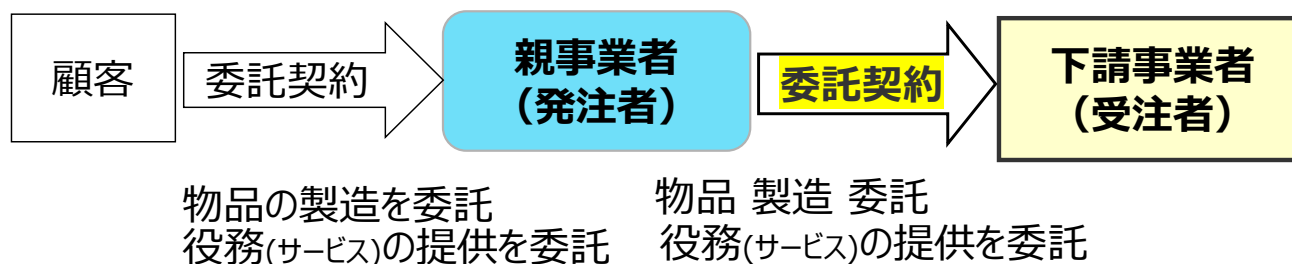 顧客
委託契約
親事業者
（発注者）
委託契約
下請事業者
（受注者）
物品の製造を委託
役務(サービス)の提供を委託
物品 製造 委託
役務(サービス)の提供を委託